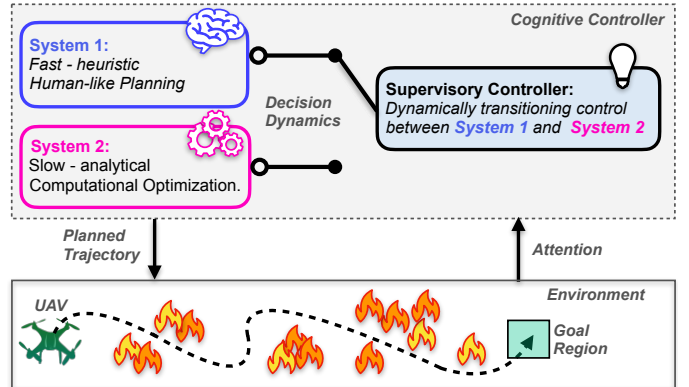 Cognitive Controller
System 1:
Fast - heuristic
Human-like Planning
Decision
Dynamics
Supervisory Controller:
Dynamically transitioning control
between System 1 and System 2
System 2:
Slow - analytical
Computational Optimization.
Planned
Trajectory
Attention
Environment
UAV
Goal
Region